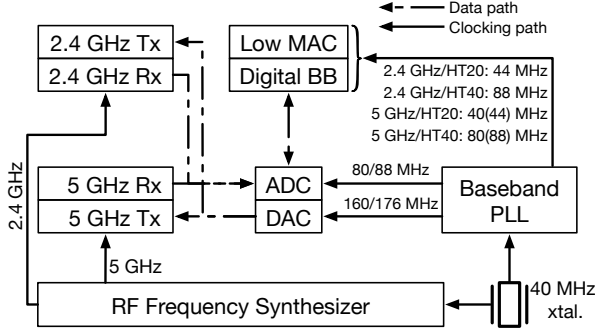 Data path
Clocking path
2.4 GHz Tx
2.4 GHz Rx
Low MAC
Digital BB
2.4 GHz/HT20: 44 MHz
2.4 GHz/HT40: 88 MHz
5 GHz/HT20: 40(44) MHz
5 GHz/HT40: 80(88) MHz
2.4 GHz
5 GHz Rx
5 GHz Tx
ADC
DAC
80/88 MHz
160/176 MHz
Baseband
PLL
5 GHz
RF Frequency Synthesizer
40 MHz
xtal.